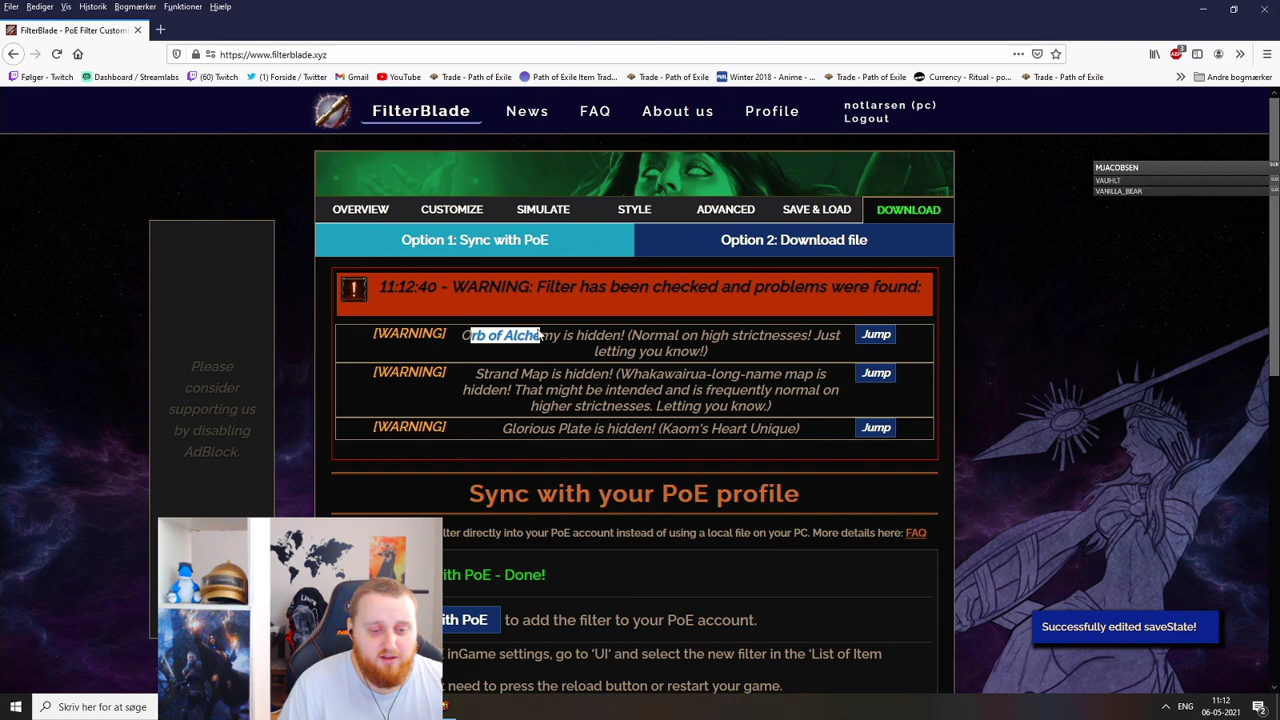 Filer Rediger Vis Historik Bogmærker Funktioner Hjælp
FilterBlade - PoE Filter Customi
https://www.filterblade.xyz
Følger - Twitch Dashboard / Streamlabs (60) Twitch (1) Forside / Twitter Gmail YouTube Trade - Path of Exile Path of Exile Item Trad... Winter 2018 - Anime - ... Trade - Path of Exile Currency - Ritual - po... Trade - Path of Exile Andre bogmærker
FilterBlade News FAQ About us Profile
notlarsen (pc)
Logout
MJACOBSEN SUB
VAUHLT SUB
VANILLA_BEAR SUB
OVERVIEW CUSTOMIZE SIMULATE STYLE ADVANCED SAVE & LOAD DOWNLOAD
Option 1: Sync with PoE Option 2: Download file
11:12:40 - WARNING: Filter has been checked and problems were found:
[WARNING] Orb of Alchemy is hidden! (Normal on high strictnesses! Just Jump
letting you know!)
[WARNING] Strand Map is hidden! (Whakawairua-long-name map is Jump
hidden! That might be intended and is frequently normal on
higher strictnesses. Letting you know.)
[WARNING] Glorious Plate is hidden! (Kaom's Heart Unique) Jump
Please
consider
supporting us
by disabling
AdBlock.
Sync with your PoE profile
lter directly into your PoE account instead of using a local file on your PC. More details here: FAQ
ith PoE - Done!
ith PoE to add the filter to your PoE account.
inGame settings, go to 'UI' and select the new filter in the 'List of Item
need to press the reload button or restart your game.
Successfully edited saveState!
Skriv her for at søge
ENG
11:12
06-05-2021